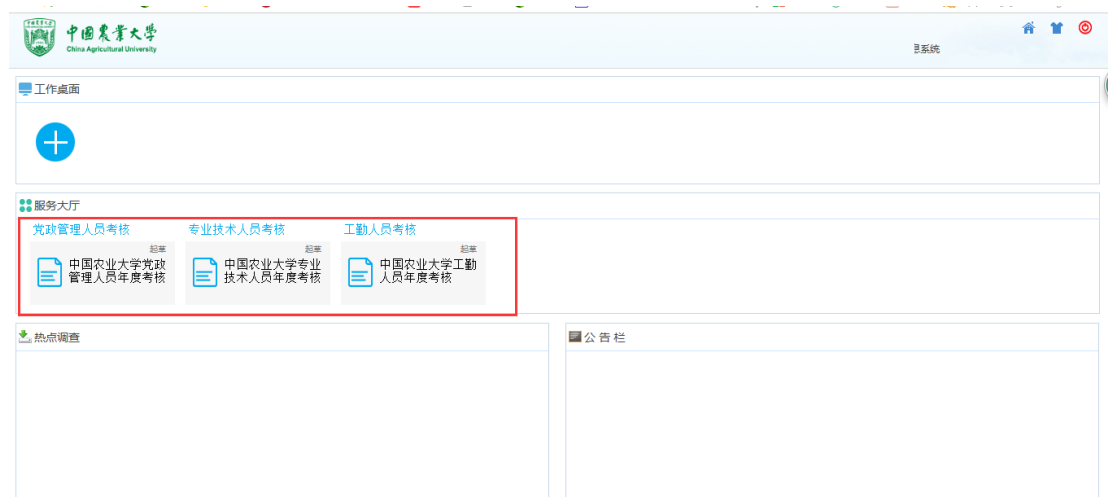 中国农业大学
China Agricultural University
系统
工作桌面
服务大厅
党政管理人员考核
专业技术人员考核
工勤人员考核
起草
中国农业大学党政
管理人员年度考核
起草
中国农业大学专业
技术人员年度考核
起草
中国农业大学工勤
人员年度考核
热点调查
公告栏